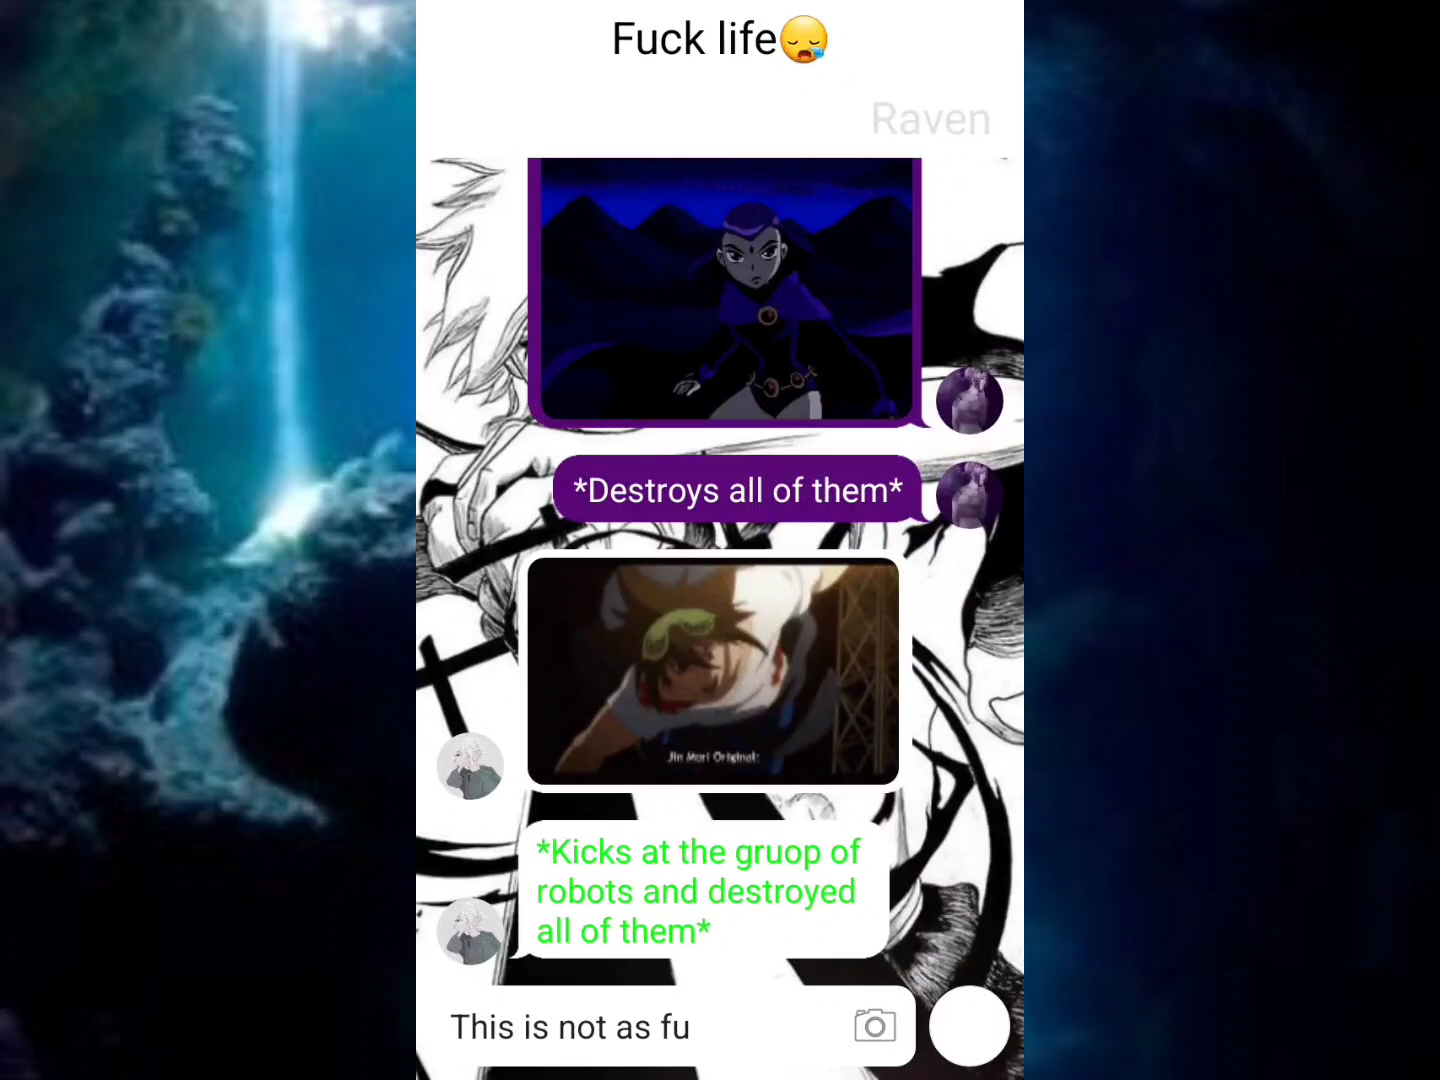 Fuck life😪
Raven
*Destroys all of them*
Jin Mori Original:
*Kicks at the gruop of
robots and destroyed
all of them*
This is not as fu